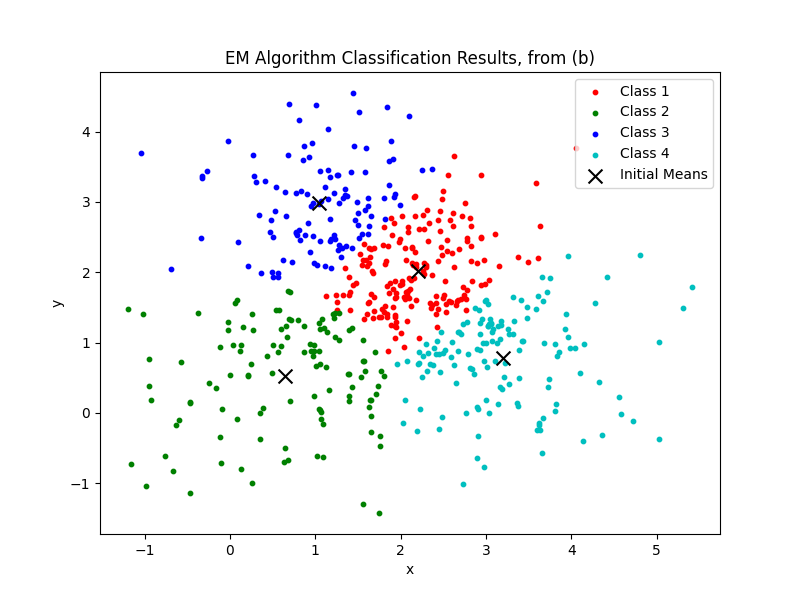 EM Algorithm Classification Results, from (b)
Class 1
Class 2
Class 3
Class 4
Initial Means
y
4
3
2
1
0
−1
−1 0 1 2 3 4 5
x